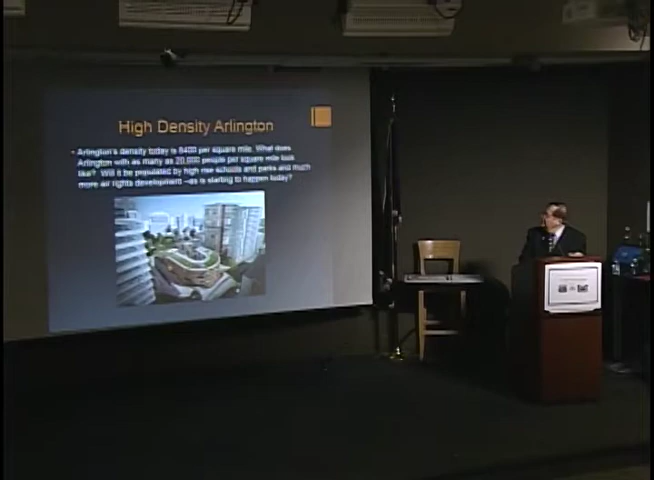 High Density Arlington
- Arlington's density today is 8400 per square mile. What does
Arlington with as many as 20,000 people per square mile look
like? Will it be populated by high rise schools and parks and much
more air rights development –as is starting to happen today?